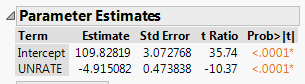 Parameter Estimates
Term Estimate Std Error t Ratio Prob>|t|
Intercept 109.82819 3.072768 35.74 <.0001*
UNRATE -4.915082 0.473838 -10.37 <.0001*